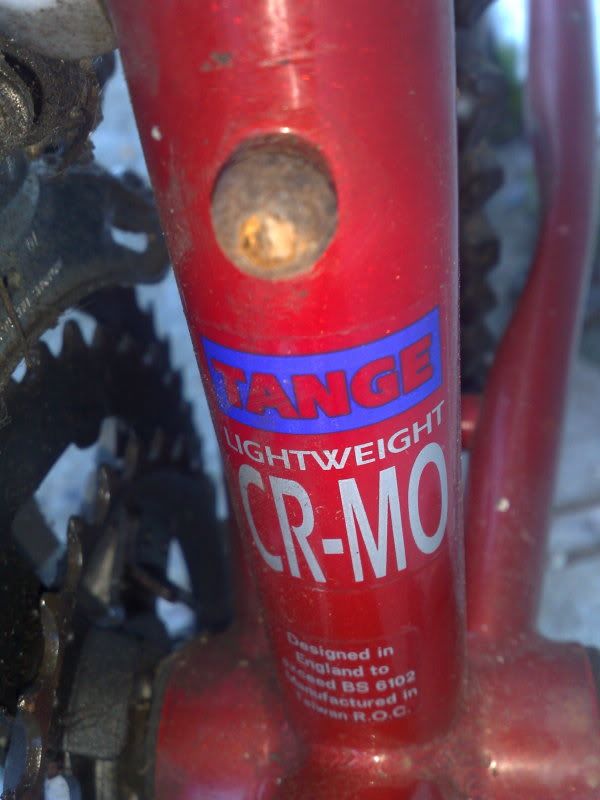 TANGE
LIGHTWEIGHT
CR-MO
Designed in
England to
exceed BS 6102
Manufactured in
Taiwan R.O.C.